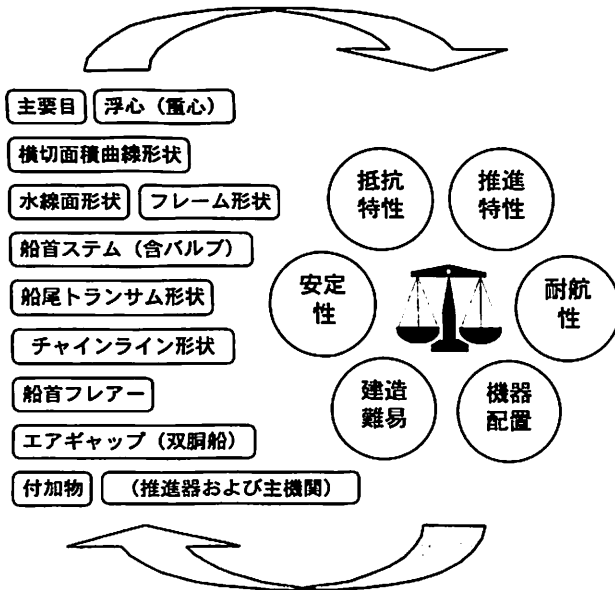 主要目
浮心（重心）
横切面積曲線形状
水線面形状
フレーム形状
船首ステム（含バルブ）
船尾トランサム形状
チャインライン形状
船首フレアー
エアギャップ（双胴船）
付加物
（推進器および主機関）
抵抗
特性
推進
特性
安定
性
耐航
性
建造
難易
機器
配置